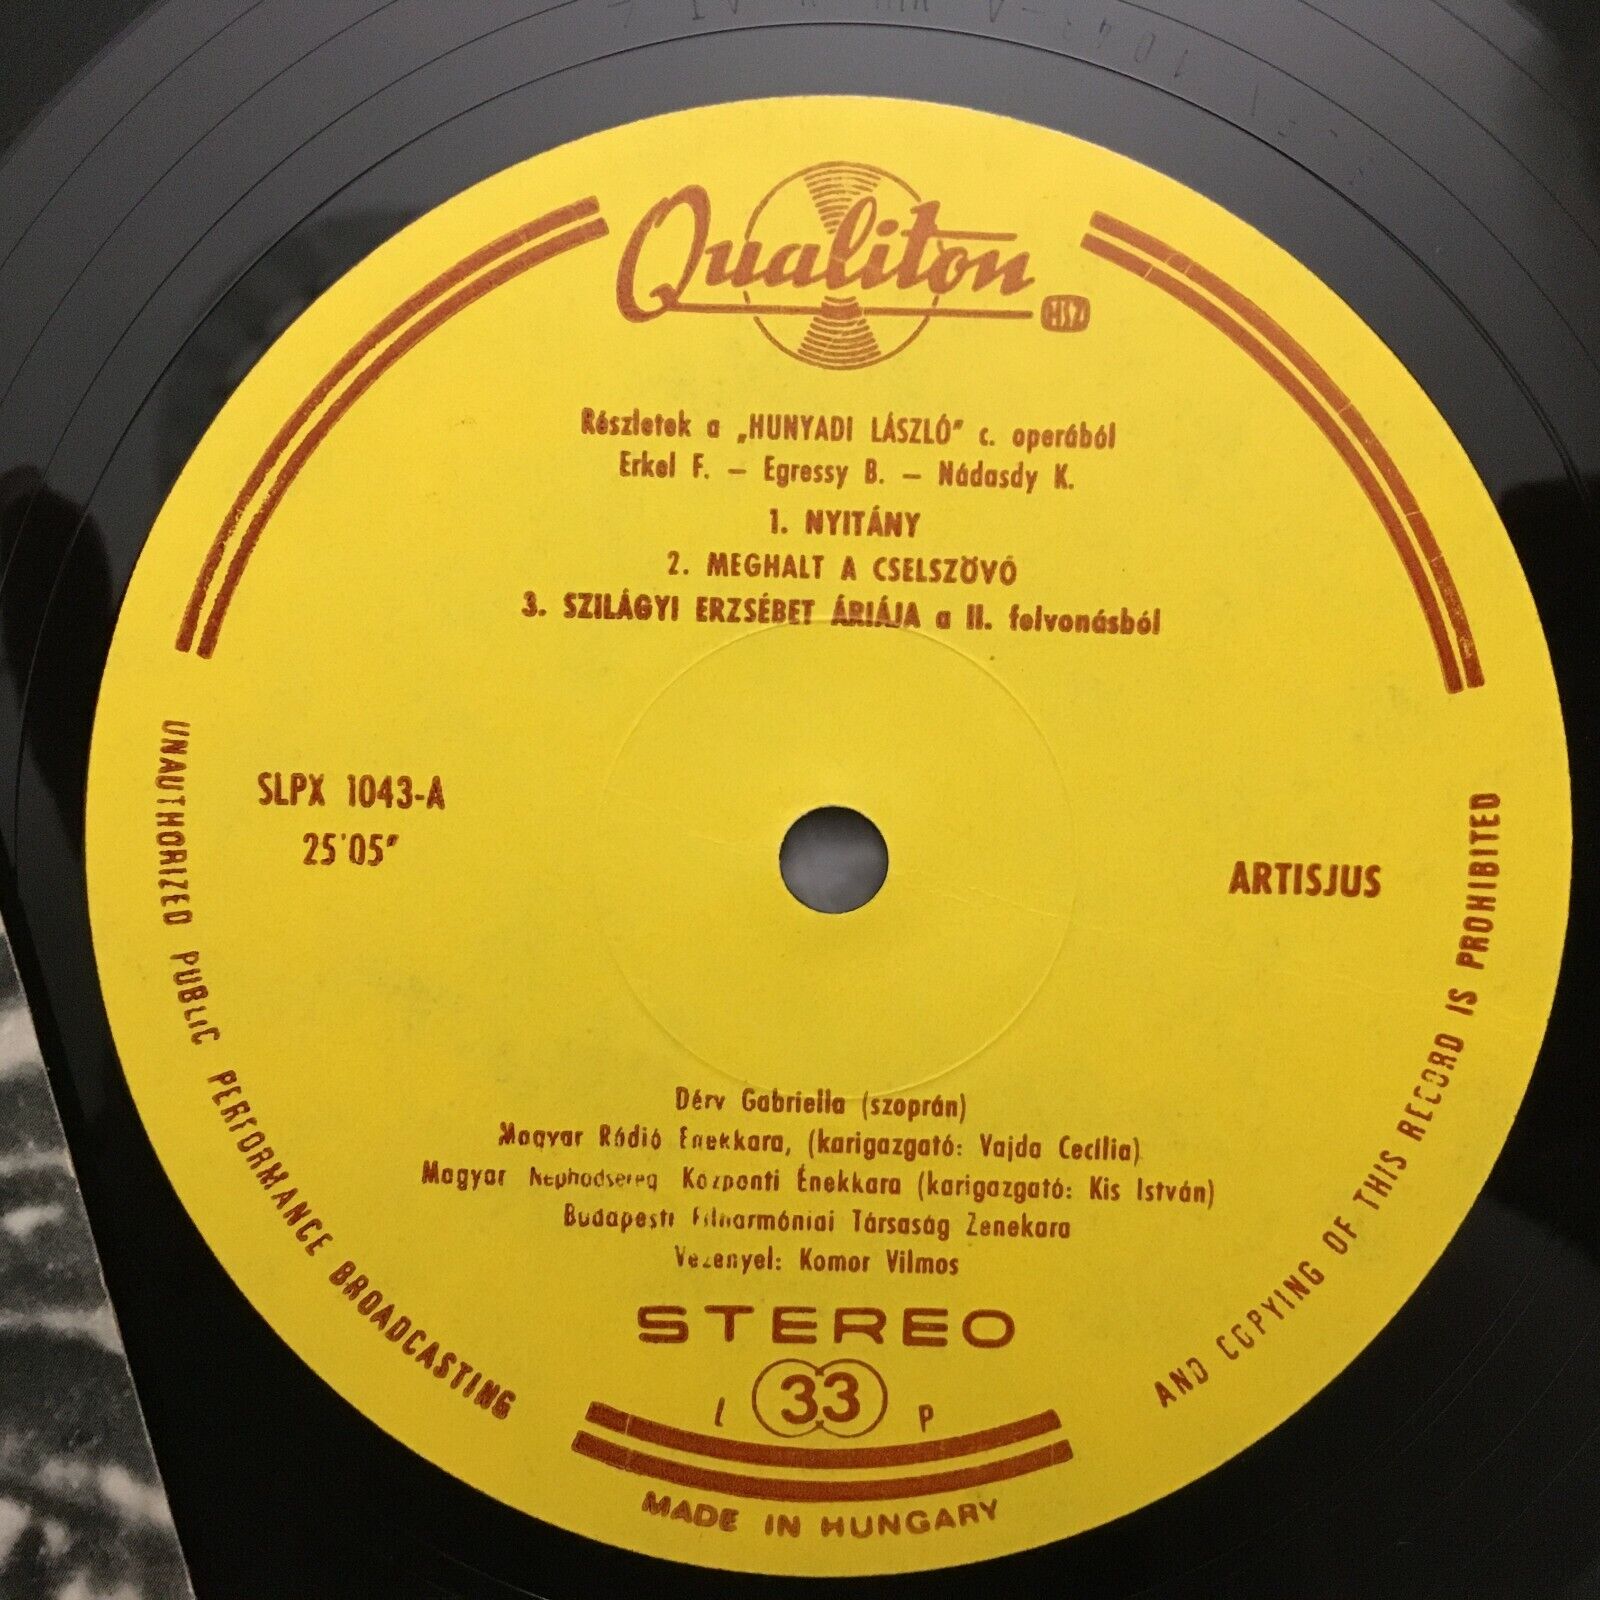 Qualiton
HSZ
Részletek a „HUNYADI LÁSZLÓ" c. operából
Erkel F. – Egressy B. – Nádasdy K.
1. NYITÁNY
2. MEGHALT A CSELSZÖVŐ
3. SZILÁGYI ERZSÉBET ÁRIÁJA a II. felvonásból
SLPX 1043-A
25'05"
ARTISJUS
Déry Gabriella (szoprán)
Magyar Rádió Énekkara, (karigazgató: Vajda Cecília)
Magyar Néphadsereg Központi Énekkara (karigazgató: Kis István)
Budapesti Filharmóniai Társaság Zenekara
Vezényel: Komor Vilmos
STEREO
L 33 P
MADE IN HUNGARY
UNAUTHORIZED PUBLIC PERFORMANCE BROADCASTING
AND COPYING OF THIS RECORD IS PROHIBITED